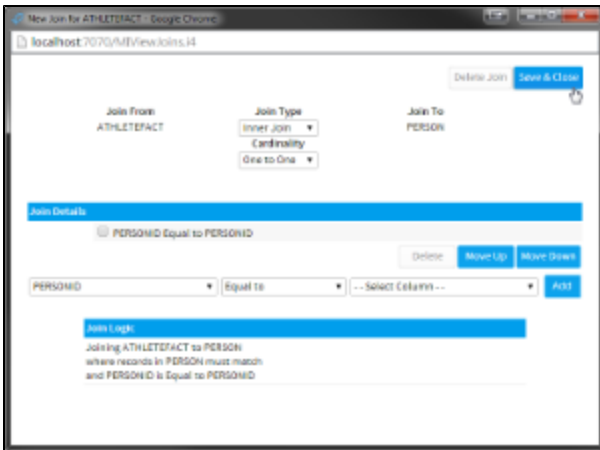 New Join for ATHLETEFACT - Google Chrome
localhost:7070/MIViewJoins.i4
Delete Join Save & Close
Join From Join Type Join To
ATHLETEFACT Inner Join PERSON
Cardinality
One to One
Join Details
PERSONID Equal to PERSONID
Delete Move Up Move Down
PERSONID Equal to -- Select Column -- Add
Join Logic
Joining ATHLETEFACT to PERSON
where records in PERSON must match
and PERSONID is Equal to PERSONID